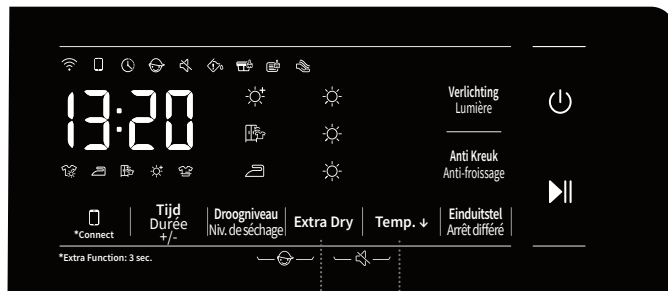 13:20
Verlichting
Lumière
Anti Kreuk
Anti-froissage
*Connect
Tijd
Durée
+/-
Droogniveau
Niv. de séchage
Extra Dry
Temp. ↓
Einduitstel
Arrêt différé
*Extra Function: 3 sec.